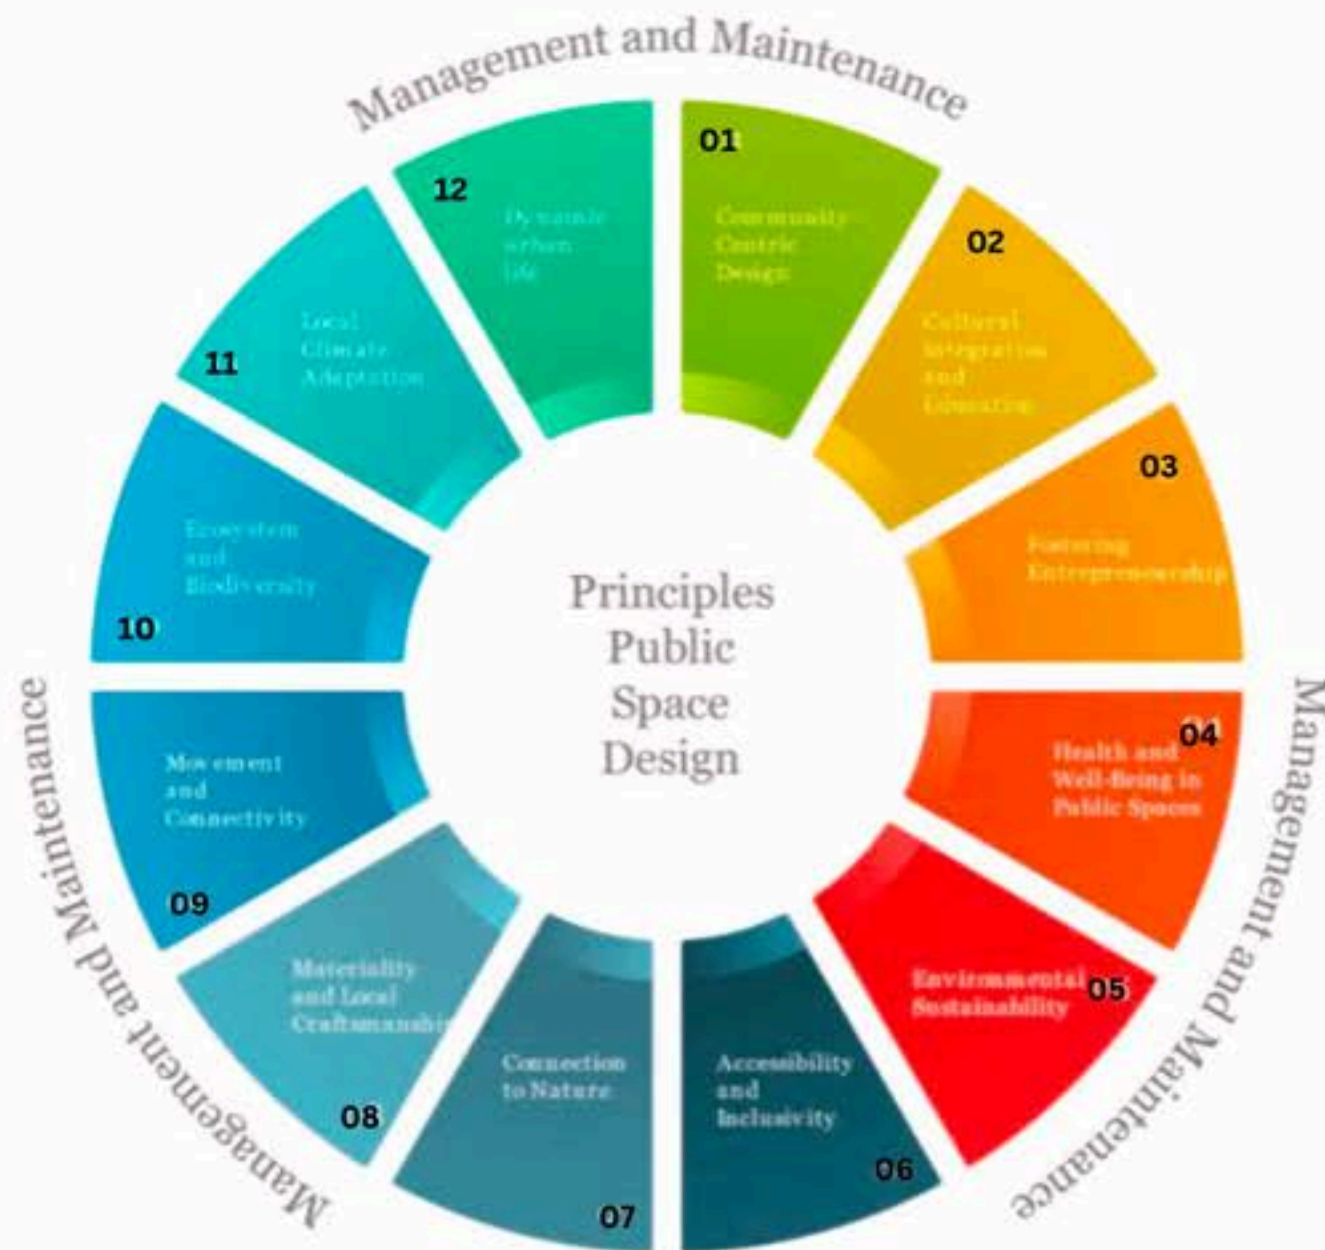 Management and Maintenance
01
Community
Centric
Design
02
Cultural
Integration
and
Educating
03
Fostering
Entrepreneurship
04
Health and
Well-Being in
Public Spaces
05
Environmental
Sustainability
06
Accessibility
and
Inclusivity
07
Connection
to Nature
08
Materiality
and Local
Craftsmanship
09
Movement
and
Connectivity
10
Ecosystem
and
Biodiversity
11
Local
Climate
Adaptation
12
Dynamic
urban
life
Principles
Public
Space
Design
Management and Maintenance
Management and Maintenance